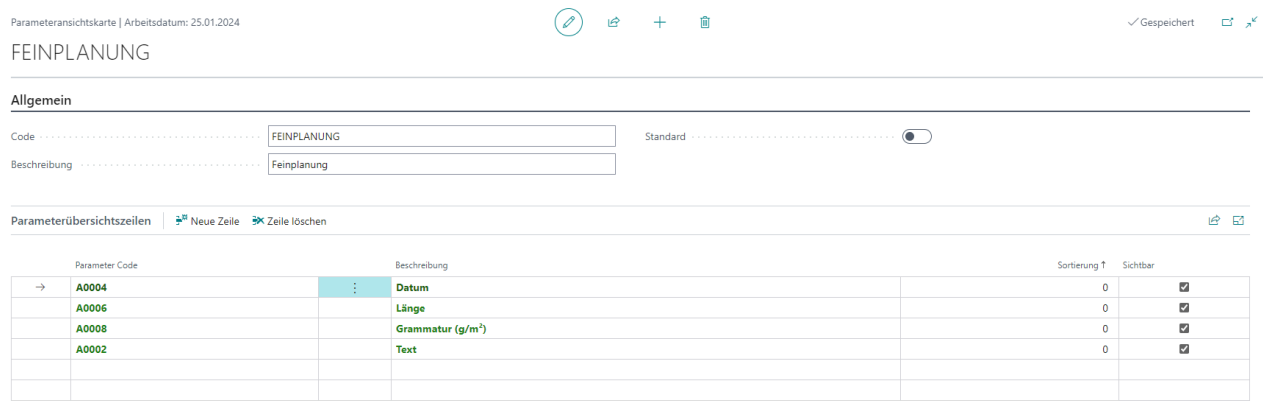 Parameteransichtskarte | Arbeitsdatum: 25.01.2024
Gespeichert
FEINPLANUNG
Allgemein
Code FEINPLANUNG Standard
Beschreibung Feinplanung
Parameterübersichtszeilen Neue Zeile Zeile löschen
Parameter Code Beschreibung Sortierung ↑ Sichtbar
A0004 Datum 0
A0006 Länge 0
A0008 Grammatur (g/m²) 0
A0002 Text 0